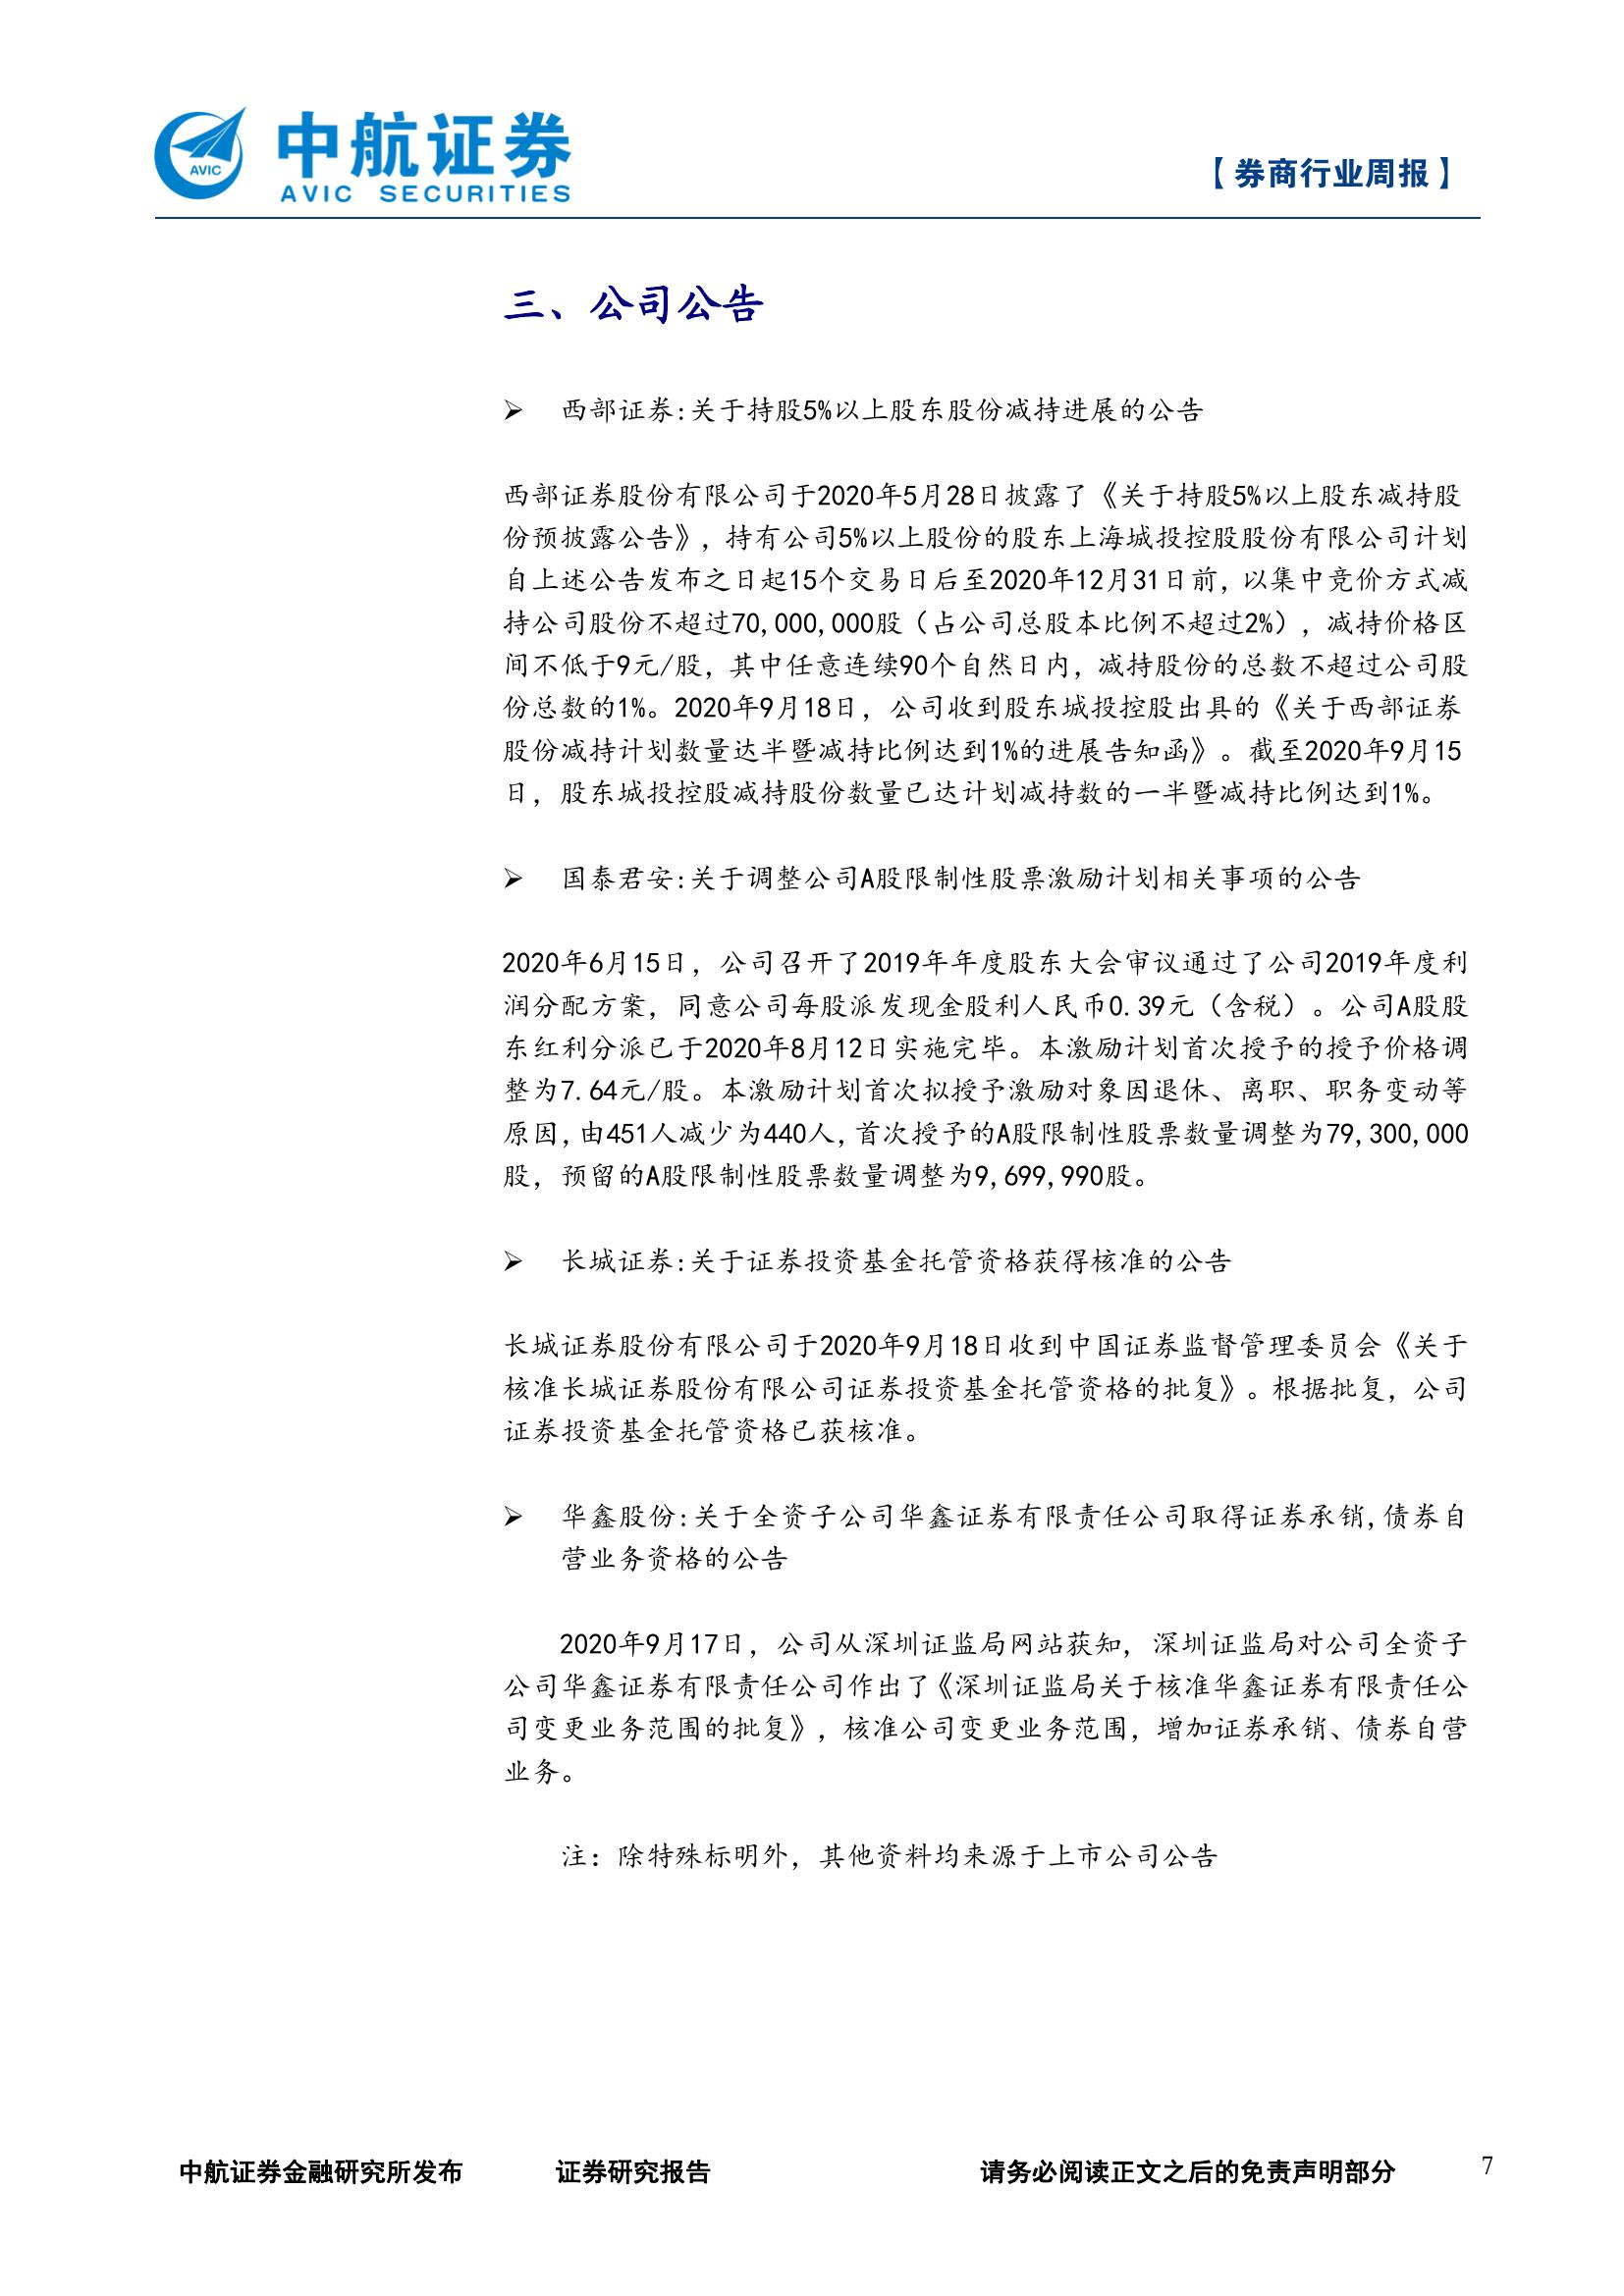 AVIC
中航证券
AVIC SECURITIES
【券商行业周报】
三、公司公告
➢ 西部证券:关于持股5%以上股东股份减持进展的公告
西部证券股份有限公司于2020年5月28日披露了《关于持股5%以上股东减持股
份预披露公告》，持有公司5%以上股份的股东上海城投控股股份有限公司计划
自上述公告发布之日起15个交易日后至2020年12月31日前，以集中竞价方式减
持公司股份不超过70,000,000股（占公司总股本比例不超过2%），减持价格区
间不低于9元/股，其中任意连续90个自然日内，减持股份的总数不超过公司股
份总数的1%。2020年9月18日，公司收到股东城投控股出具的《关于西部证券
股份减持计划数量达半暨减持比例达到1%的进展告知函》。截至2020年9月15
日，股东城投控股减持股份数量已达计划减持数的一半暨减持比例达到1%。
➢ 国泰君安:关于调整公司A股限制性股票激励计划相关事项的公告
2020年6月15日，公司召开了2019年年度股东大会审议通过了公司2019年度利
润分配方案，同意公司每股派发现金股利人民币0.39元（含税）。公司A股股
东红利分派已于2020年8月12日实施完毕。本激励计划首次授予的授予价格调
整为7.64元/股。本激励计划首次拟授予激励对象因退休、离职、职务变动等
原因,由451人减少为440人,首次授予的A股限制性股票数量调整为79,300,000
股，预留的A股限制性股票数量调整为9,699,990股。
➢ 长城证券:关于证券投资基金托管资格获得核准的公告
长城证券股份有限公司于2020年9月18日收到中国证券监督管理委员会《关于
核准长城证券股份有限公司证券投资基金托管资格的批复》。根据批复，公司
证券投资基金托管资格已获核准。
➢ 华鑫股份:关于全资子公司华鑫证券有限责任公司取得证券承销,债券自
营业务资格的公告
2020年9月17日，公司从深圳证监局网站获知，深圳证监局对公司全资子
公司华鑫证券有限责任公司作出了《深圳证监局关于核准华鑫证券有限责任公
司变更业务范围的批复》，核准公司变更业务范围，增加证券承销、债券自营
业务。
注：除特殊标明外，其他资料均来源于上市公司公告
中航证券金融研究所发布 证券研究报告 请务必阅读正文之后的免责声明部分 7